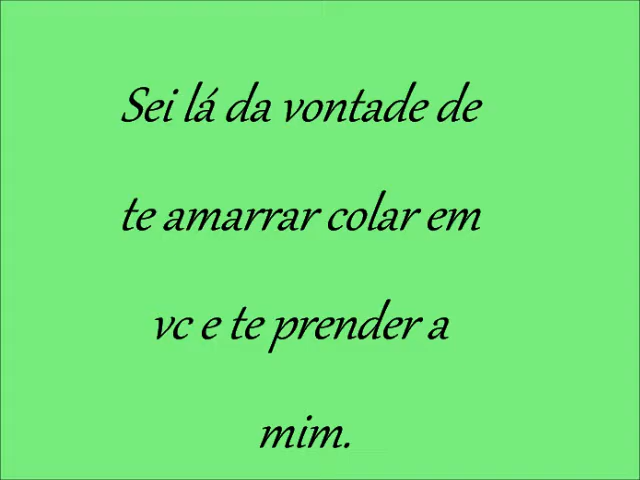 Sei lá da vontade de
te amarrar colar em
vc e te prender a
mim.